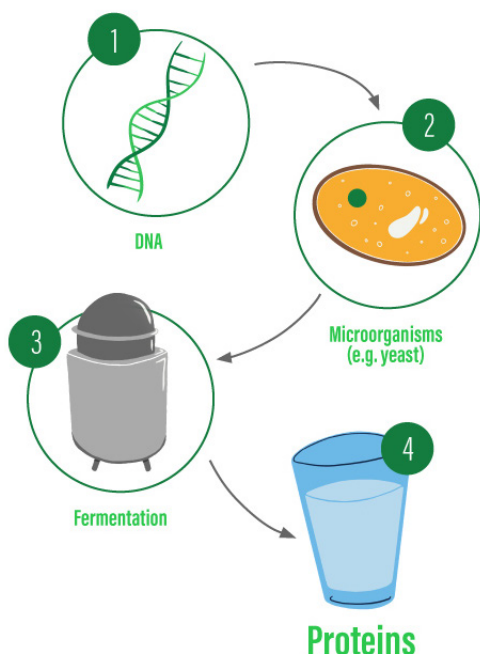 1
DNA
2
Microorganisms
(e.g. yeast)
3
Fermentation
4
Proteins